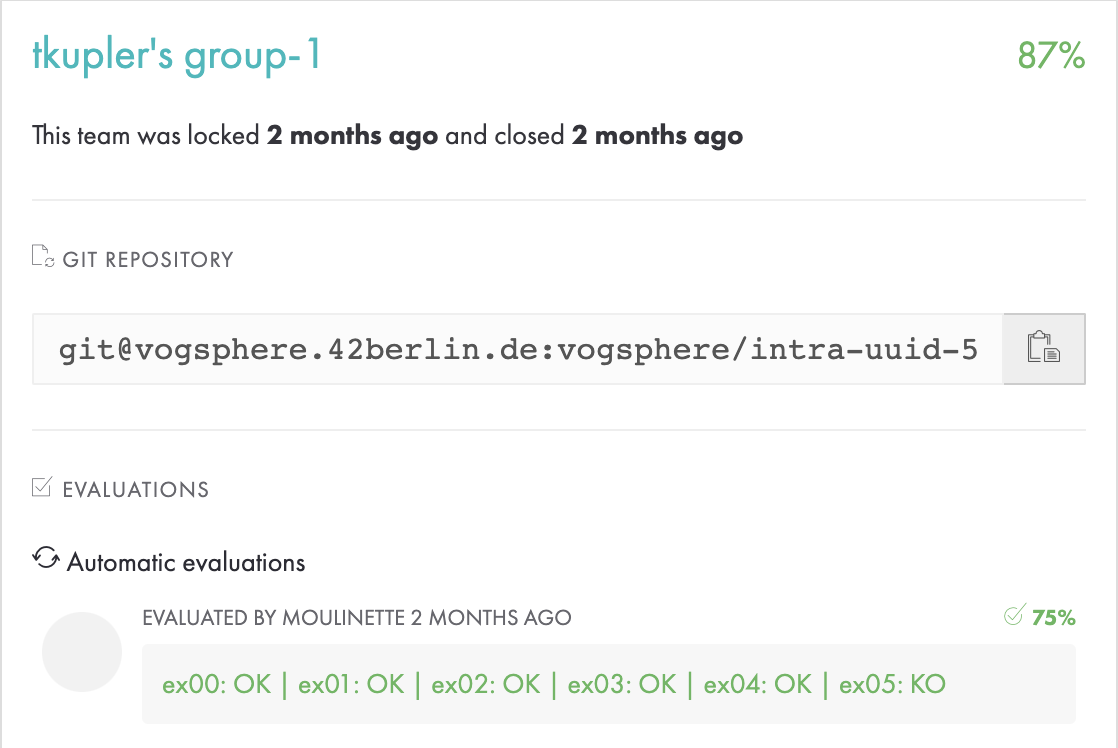 tkupler's group-1
87%
This team was locked 2 months ago and closed 2 months ago
GIT REPOSITORY
git@vogsphere.42berlin.de:vogsphere/intra-uuid-5
EVALUATIONS
Automatic evaluations
EVALUATED BY MOULINETTE 2 MONTHS AGO
75%
ex00: OK | ex01: OK | ex02: OK | ex03: OK | ex04: OK | ex05: KO